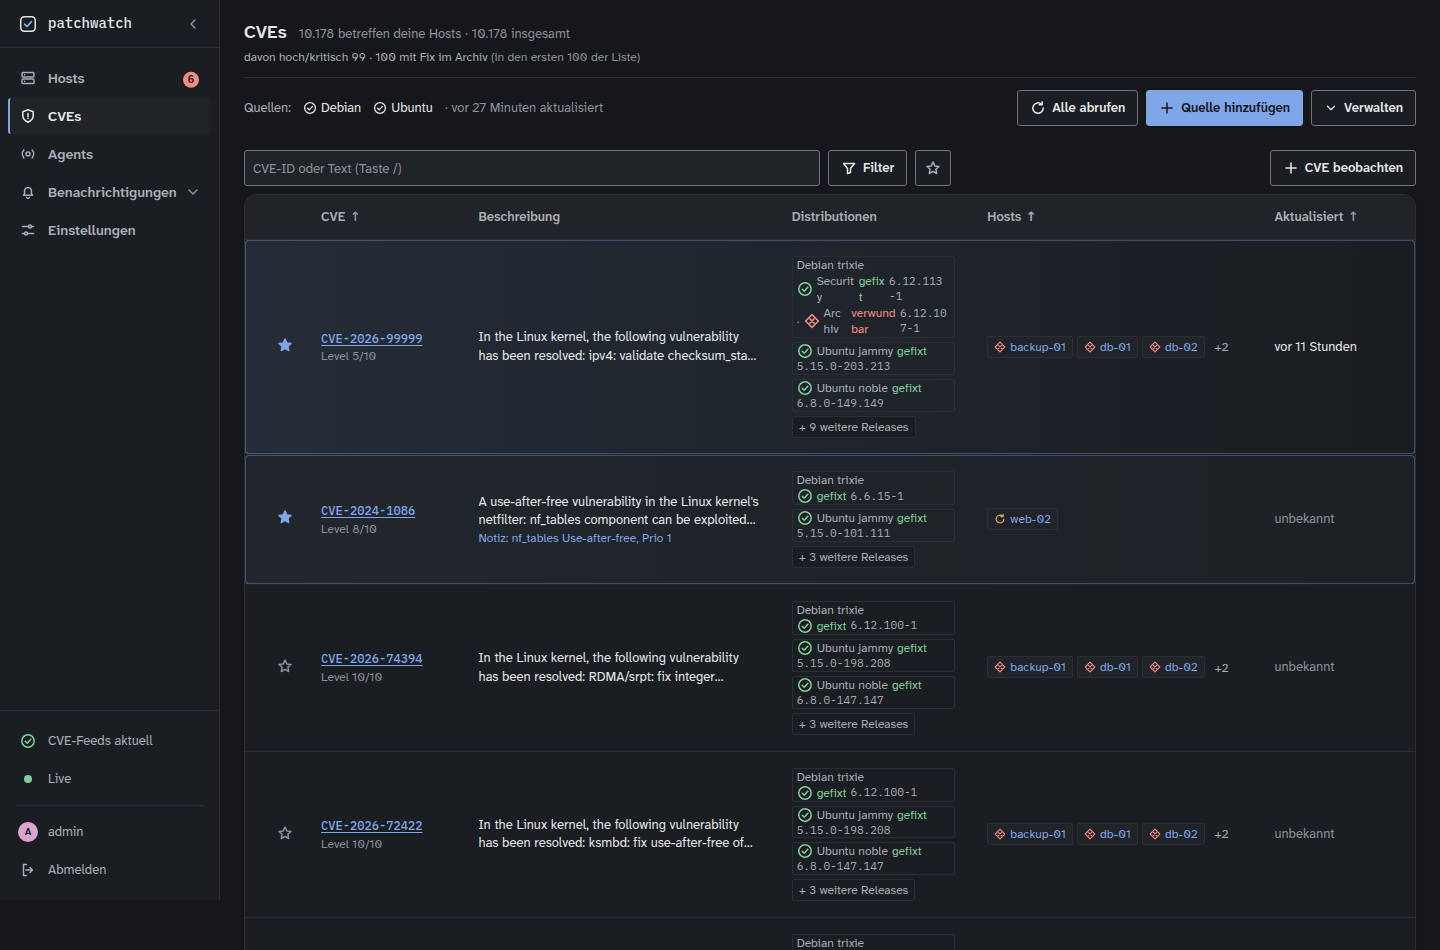 patchwatch
Hosts 6
CVEs
Agents
Benachrichtigungen
Einstellungen
CVE-Feeds aktuell
Live
A admin
Abmelden
CVEs 10.178 betreffen deine Hosts · 10.178 insgesamt
davon hoch/kritisch 99 · 100 mit Fix im Archiv (in den ersten 100 der Liste)
Quellen: Debian Ubuntu · vor 27 Minuten aktualisiert
Alle abrufen
+ Quelle hinzufügen
Verwalten
CVE-ID oder Text (Taste /)
Filter
+ CVE beobachten
CVE ↑ Beschreibung Distributionen Hosts ↑ Aktualisiert ↑
CVE-2026-99999
Level 5/10
In the Linux kernel, the following vulnerability
has been resolved: ipv4: validate checksum_sta...
Debian trixie
Securit gefix 6.12.113
y t -1
· Arc verwund 6.12.10
hiv bar 7-1
Ubuntu jammy gefixt
5.15.0-203.213
Ubuntu noble gefixt
6.8.0-149.149
+ 9 weitere Releases
backup-01 db-01 db-02 +2
vor 11 Stunden
CVE-2024-1086
Level 8/10
A use-after-free vulnerability in the Linux kernel's
netfilter: nf_tables component can be exploited...
Notiz: nf_tables Use-after-free, Prio 1
Debian trixie
gefixt 6.6.15-1
Ubuntu jammy gefixt
5.15.0-101.111
+ 3 weitere Releases
web-02
unbekannt
CVE-2026-74394
Level 10/10
In the Linux kernel, the following vulnerability
has been resolved: RDMA/srpt: fix integer...
Debian trixie
gefixt 6.12.100-1
Ubuntu jammy gefixt
5.15.0-198.208
Ubuntu noble gefixt
6.8.0-147.147
+ 3 weitere Releases
backup-01 db-01 db-02 +2
unbekannt
CVE-2026-72422
Level 10/10
In the Linux kernel, the following vulnerability
has been resolved: ksmbd: fix use-after-free of...
Debian trixie
gefixt 6.12.100-1
Ubuntu jammy gefixt
5.15.0-198.208
Ubuntu noble gefixt
6.8.0-147.147
+ 3 weitere Releases
backup-01 db-01 db-02 +2
unbekannt
Debian trixie